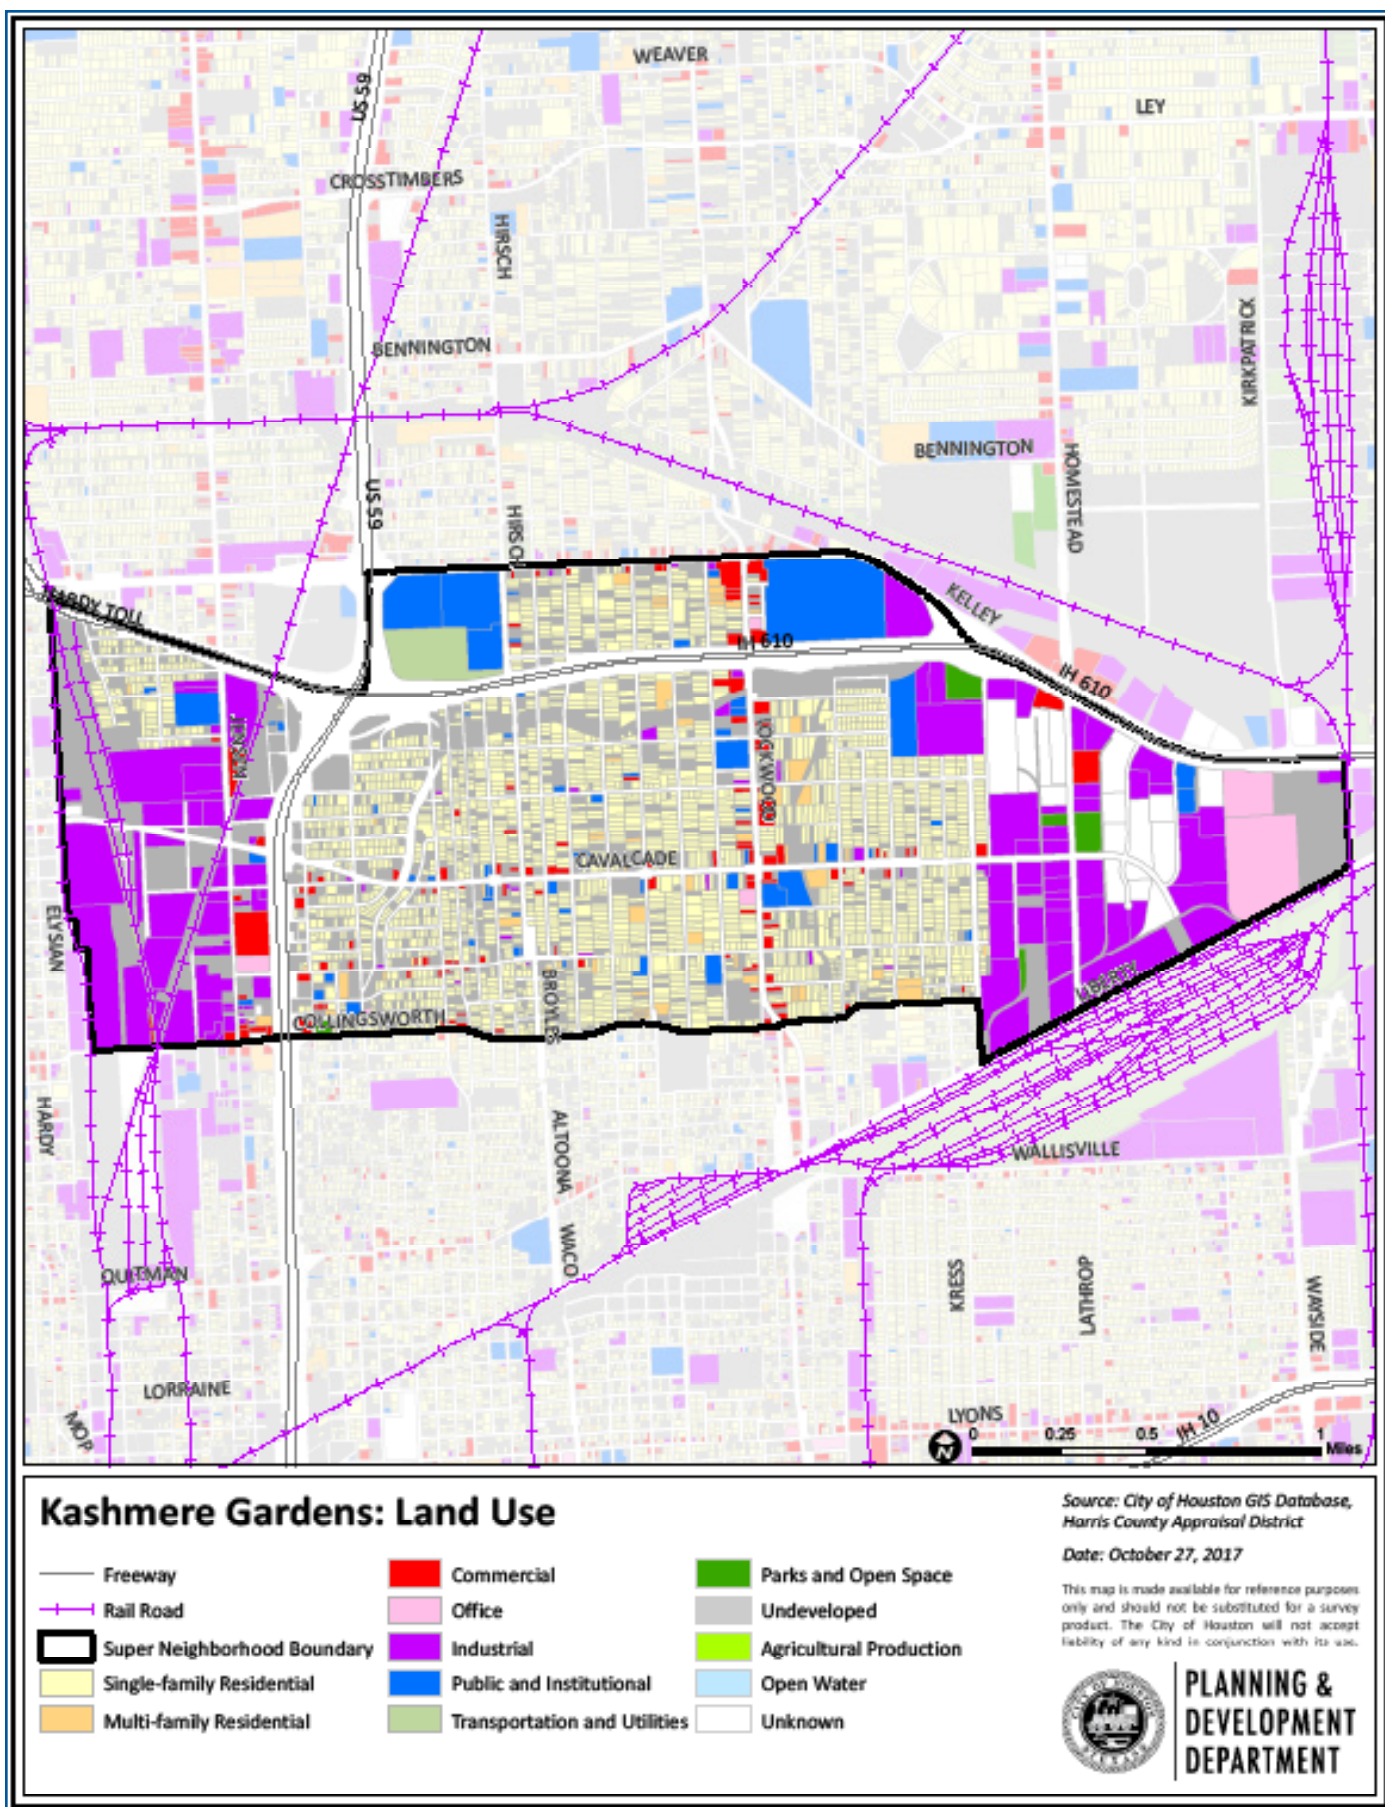 WEAVER
US 59
LEY
CROSSTIMBERS
HIRSCH
KIRKPATRICK
BENNINGTON
BENNINGTON
HOMESTEAD
US 59
KELLEY
HARDY TOLL
IH 610
IH 610
JENSEN
LOCKWOOD
CAVALCADE
ELYSIAN
LIBERTY
BROYLES
COLLINGSWORTH
HARDY
ALTOONA
WALLISVILLE
WACO
QUITMAN
KRESS
LATHROP
WAYSIDE
LORRAINE
MOP
LYONS
IH 10
N
0 0.25 0.5 1
Miles
Kashmere Gardens: Land Use
Freeway
Rail Road
Super Neighborhood Boundary
Single-family Residential
Multi-family Residential
Commercial
Office
Industrial
Public and Institutional
Transportation and Utilities
Parks and Open Space
Undeveloped
Agricultural Production
Open Water
Unknown
Source: City of Houston GIS Database,
Harris County Appraisal District
Date: October 27, 2017
This map is made available for reference purposes
only and should not be substituted for a survey
product. The City of Houston will not accept
liability of any kind in conjunction with its use.
PLANNING &
DEVELOPMENT
DEPARTMENT